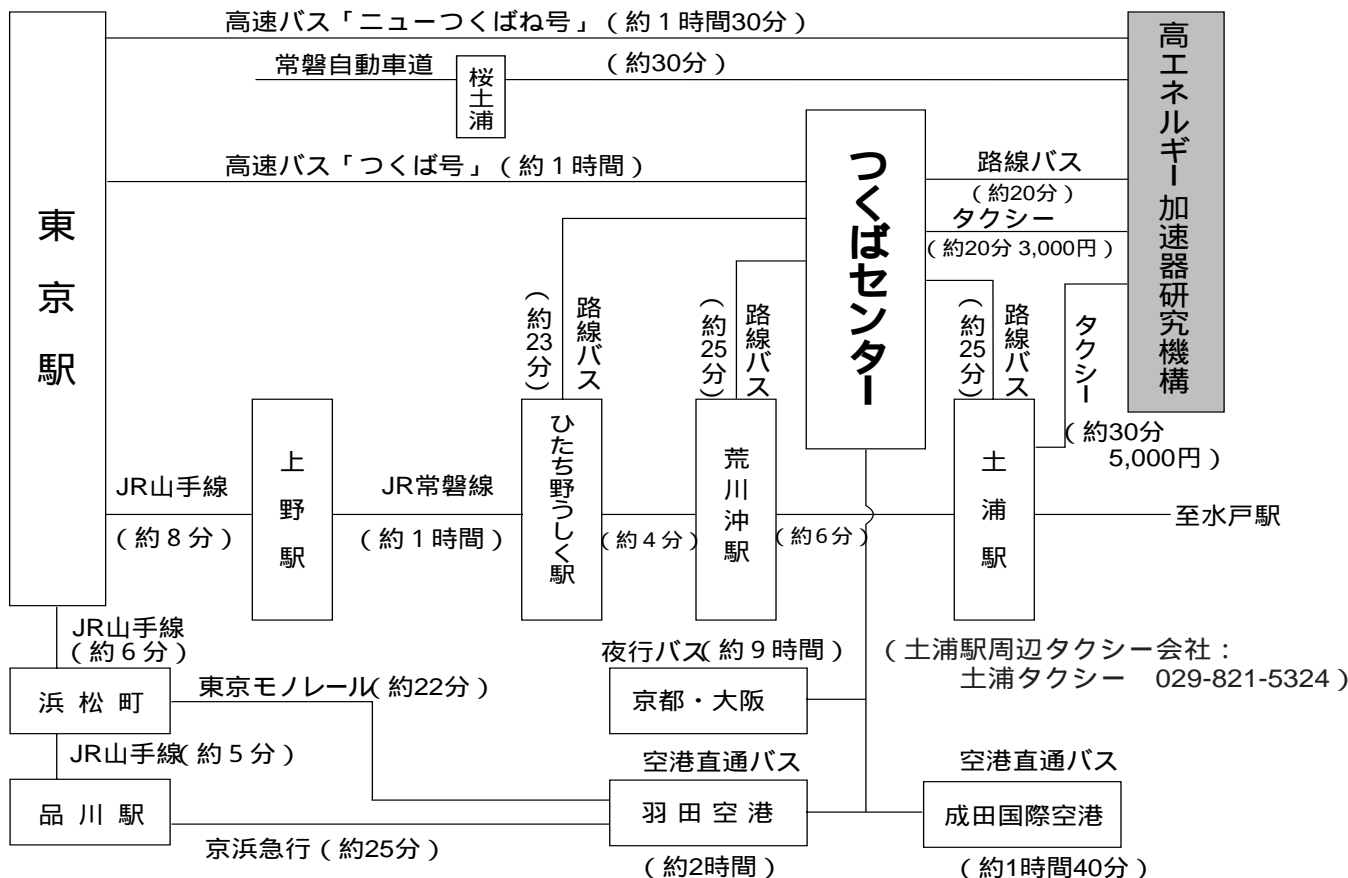 高速バス「ニューつくばね号」（約１時間30分）
常磐自動車道
桜土浦
（約30分）
高エネルギー加速器研究機構
東京駅
高速バス「つくば号」（約１時間）
つくばセンター
路線バス
（約20分）
タクシー
（約20分 3,000円）
（約23分）
路線バス
（約25分）
路線バス
（約25分）
路線バス
タクシー
（約30分
5,000円）
JR山手線
（約８分）
上野駅
JR常磐線
（約１時間）
ひたち野うしく駅
（約４分）
荒川沖駅
（約6分）
土浦駅
至水戸駅
JR山手線
（約６分）
浜松町
東京モノレール（約22分）
JR山手線（約５分）
品川駅
京浜急行（約25分）
夜行バス（約９時間）
京都・大阪
（土浦駅周辺タクシー会社：
土浦タクシー　029-821-5324）
空港直通バス
羽田空港
（約2時間）
空港直通バス
成田国際空港
（約1時間40分）